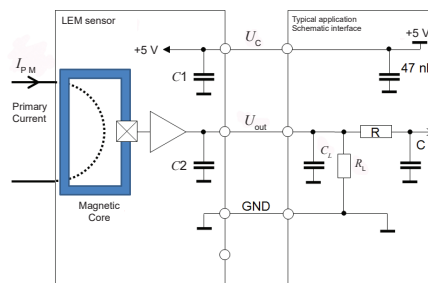 LEM sensor
Typical application
Schematic interface
+5 V
U_C
+5 V
I_PM
C1
47 n
Primary
Current
U_out
R
C2
C_L
R_L
C
Magnetic
Core
GND